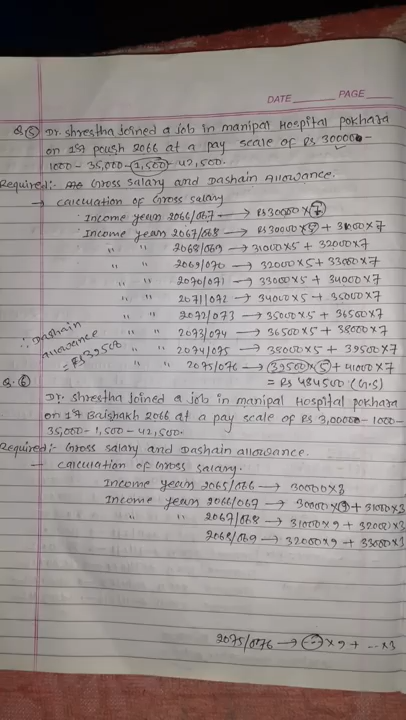 DATE______ PAGE____
Q.⑤ Dr. shrestha joined a job in manipal Hospital pokhara
on 1st poush 2066 at a pay scale of Rs 30000-
1000 - 35,000-1,500-42,500.
Required:- Gross salary and Dashain Allowance.
→ calculation of Gross salary
Income year 2066/067 → Rs 30000×7
Income year 2067/068 → Rs 30000×5 + 31000×7
" " 2068/069 → 31000×5 + 32000×7
" " 2069/070 → 32000×5 + 33000×7
" " 2070/071 → 33000×5 + 34000×7
" " 2071/072 → 34000×5 + 35000×7
" " 2072/073 → 35000×5 + 36500×7
∴ Dashain " " 2073/074 → 36500×5 + 38000×7
allowance " " 2074/075 → 38000×5 + 39500×7
= Rs 39500 " " 2075/076 → 39500×5 + 41000×7
= Rs 484500 (G.S)
Q.⑥
Dr. shrestha joined a job in manipal Hospital pokhara
on 1st Baishakh 2066 at a pay scale of Rs 3,0000-1000-
35,000-1,500-42,500.
Required:- Gross salary and Dashain allowance.
→ calculation of Gross salary.
Income year 2065/066 → 30000×3
Income year 2066/067 → 30000×9 + 31000×3
" " 2067/068 → 31000×9 + 32000×3
2068/069 → 32000×9 + 33000×3
2075/076 → ... ×9 + ... ×3